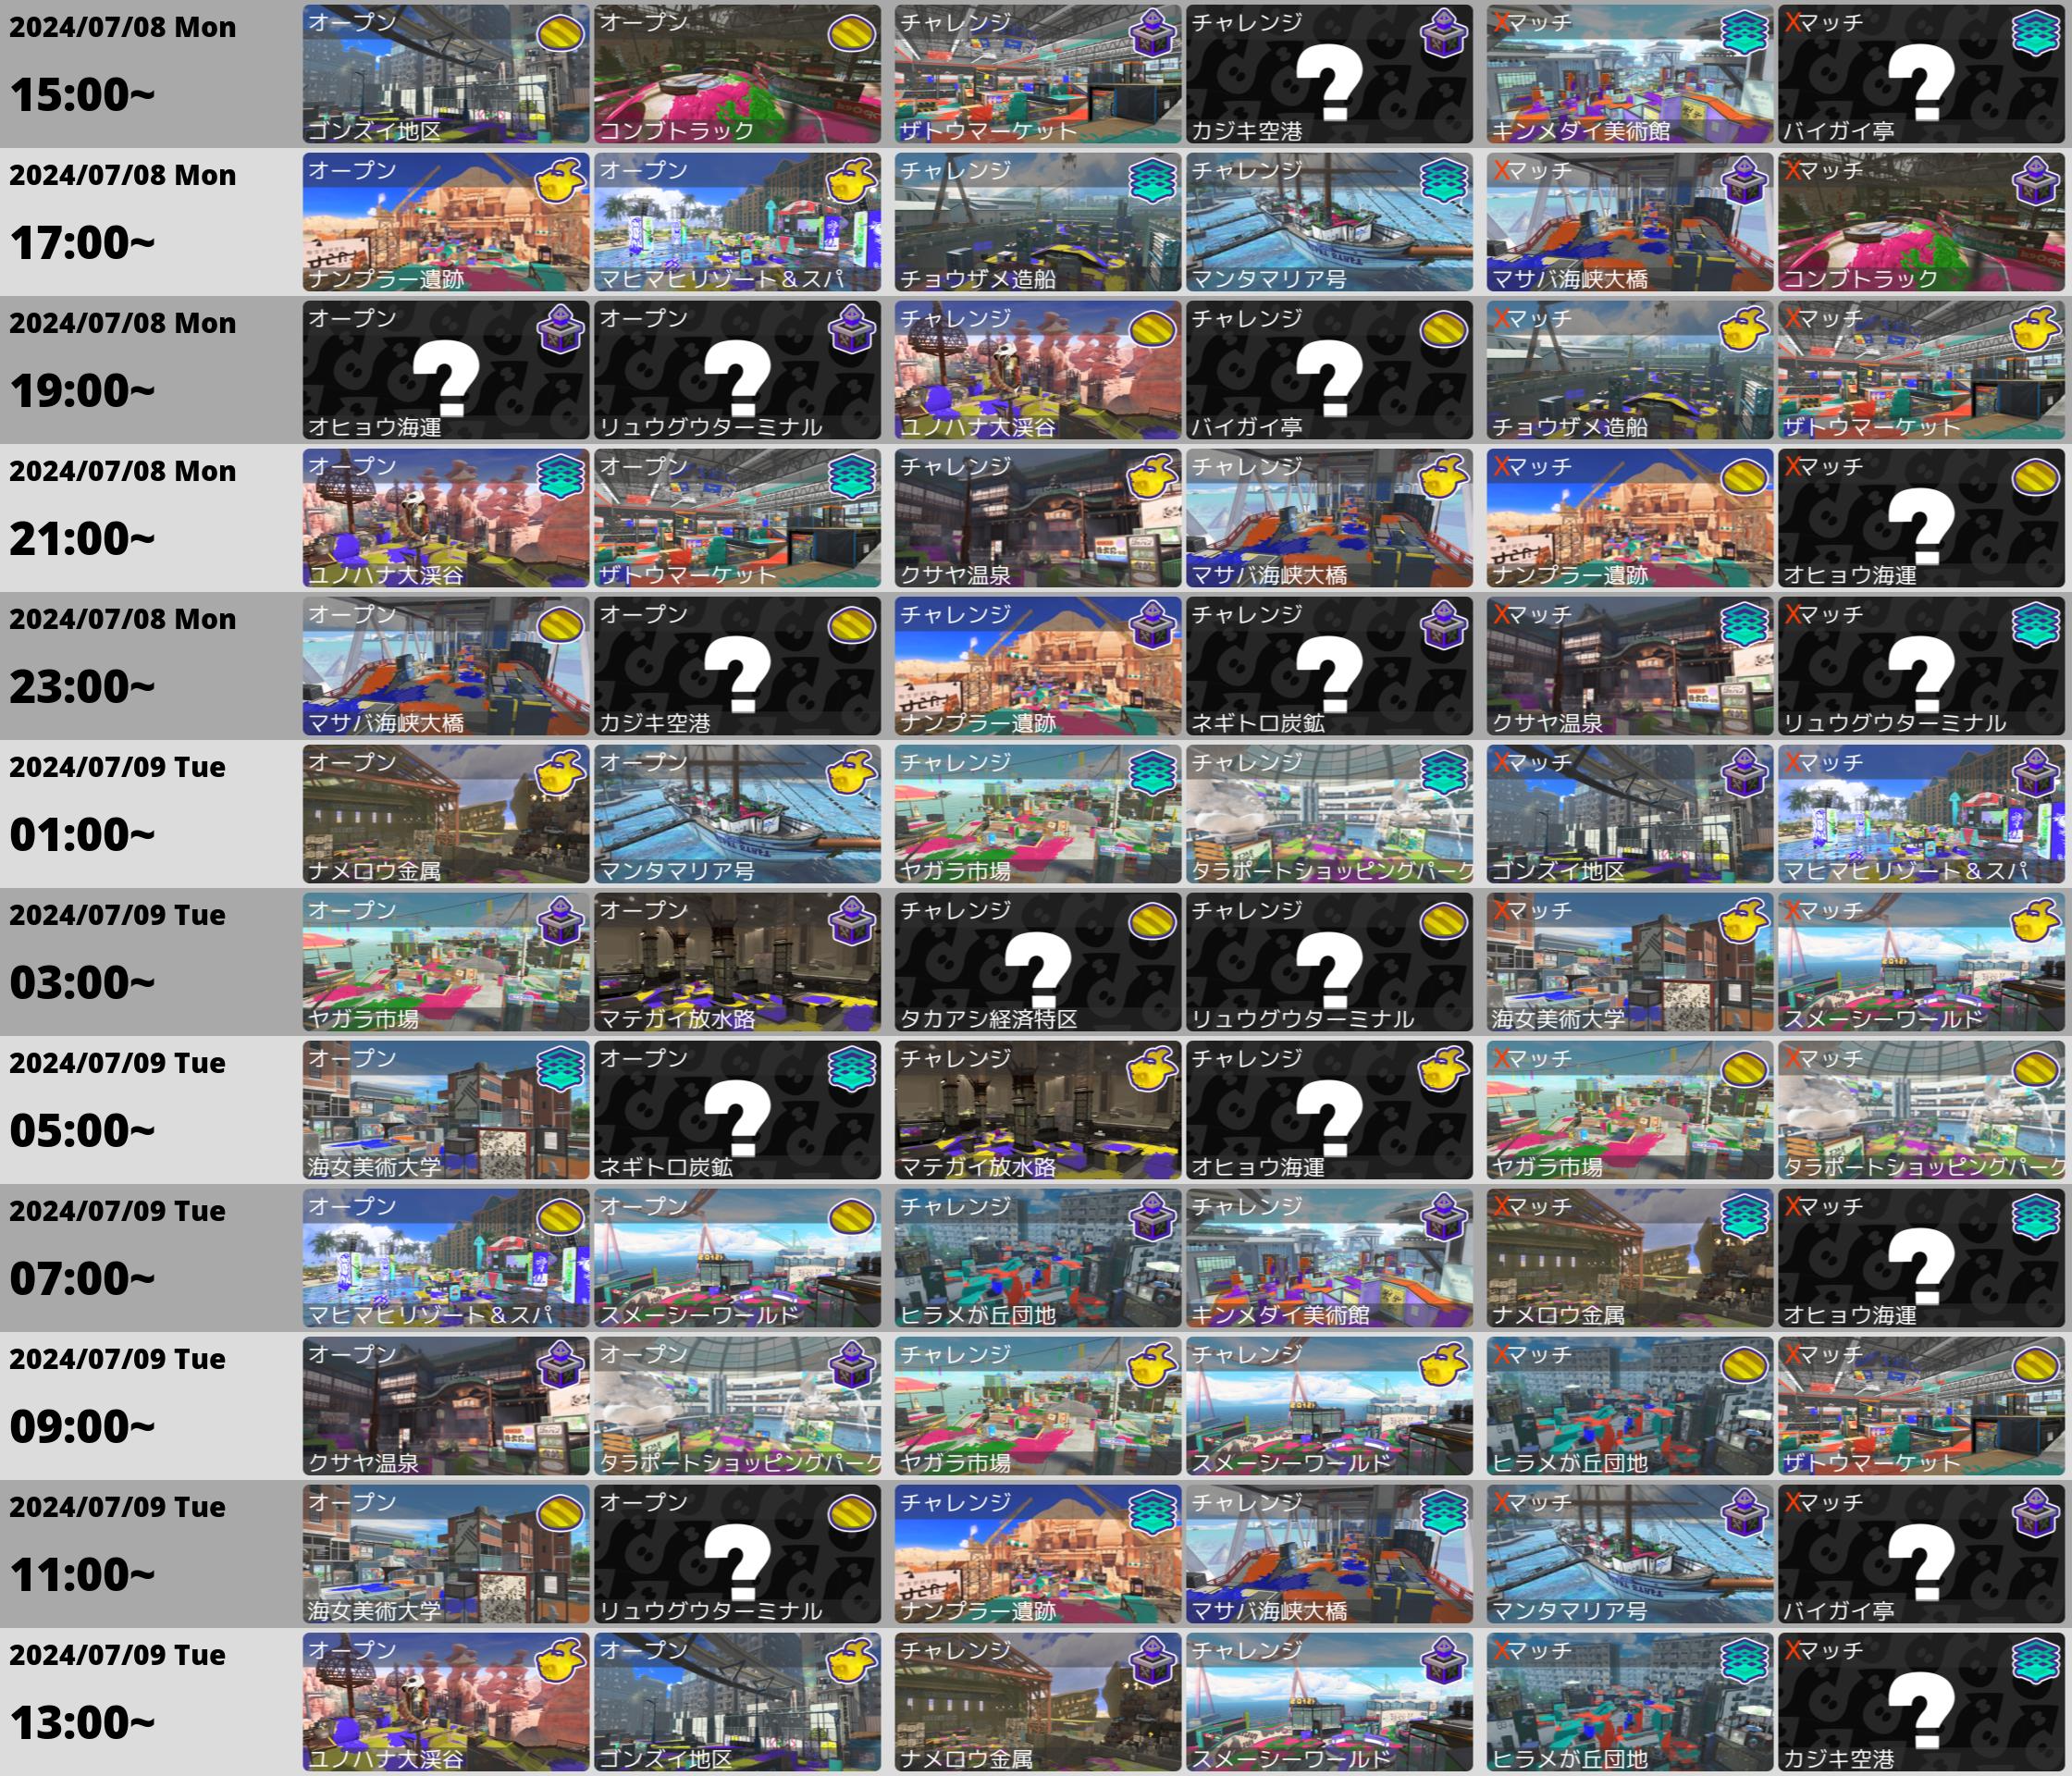 2024/07/08 Mon
15:00~
オープン
ゴンズイ地区
オープン
コンブトラック
チャレンジ
ザトウマーケット
チャレンジ
カジキ空港
Xマッチ
キンメダイ美術館
Xマッチ
バイガイ亭
2024/07/08 Mon
17:00~
オープン
ナンプラー遺跡
オープン
マヒマヒリゾート＆スパ
チャレンジ
チョウザメ造船
チャレンジ
マンタマリア号
Xマッチ
マサバ海峡大橋
Xマッチ
コンブトラック
2024/07/08 Mon
19:00~
オープン
オヒョウ海運
オープン
リュウグウターミナル
チャレンジ
ユノハナ大渓谷
チャレンジ
バイガイ亭
Xマッチ
チョウザメ造船
Xマッチ
ザトウマーケット
2024/07/08 Mon
21:00~
オープン
ユノハナ大渓谷
オープン
ザトウマーケット
チャレンジ
クサヤ温泉
チャレンジ
マサバ海峡大橋
Xマッチ
ナンプラー遺跡
Xマッチ
オヒョウ海運
2024/07/08 Mon
23:00~
オープン
マサバ海峡大橋
オープン
カジキ空港
チャレンジ
ナンプラー遺跡
チャレンジ
ネギトロ炭鉱
Xマッチ
クサヤ温泉
Xマッチ
リュウグウターミナル
2024/07/09 Tue
01:00~
オープン
ナメロウ金属
オープン
マンタマリア号
チャレンジ
ヤガラ市場
チャレンジ
タラポートショッピングパーク
Xマッチ
ゴンズイ地区
Xマッチ
マヒマヒリゾート＆スパ
2024/07/09 Tue
03:00~
オープン
ヤガラ市場
オープン
マテガイ放水路
チャレンジ
タカアシ経済特区
チャレンジ
リュウグウターミナル
Xマッチ
海女美術大学
Xマッチ
スメーシーワールド
2024/07/09 Tue
05:00~
オープン
海女美術大学
オープン
ネギトロ炭鉱
チャレンジ
マテガイ放水路
チャレンジ
オヒョウ海運
Xマッチ
ヤガラ市場
Xマッチ
タラポートショッピングパーク
2024/07/09 Tue
07:00~
オープン
マヒマヒリゾート＆スパ
オープン
スメーシーワールド
チャレンジ
ヒラメが丘団地
チャレンジ
キンメダイ美術館
Xマッチ
ナメロウ金属
Xマッチ
オヒョウ海運
2024/07/09 Tue
09:00~
オープン
クサヤ温泉
オープン
タラポートショッピングパーク
チャレンジ
ヤガラ市場
チャレンジ
スメーシーワールド
Xマッチ
ヒラメが丘団地
Xマッチ
ザトウマーケット
2024/07/09 Tue
11:00~
オープン
海女美術大学
オープン
リュウグウターミナル
チャレンジ
ナンプラー遺跡
チャレンジ
マサバ海峡大橋
Xマッチ
マンタマリア号
Xマッチ
バイガイ亭
2024/07/09 Tue
13:00~
オープン
ユノハナ大渓谷
オープン
ゴンズイ地区
チャレンジ
ナメロウ金属
チャレンジ
スメーシーワールド
Xマッチ
ヒラメが丘団地
Xマッチ
カジキ空港